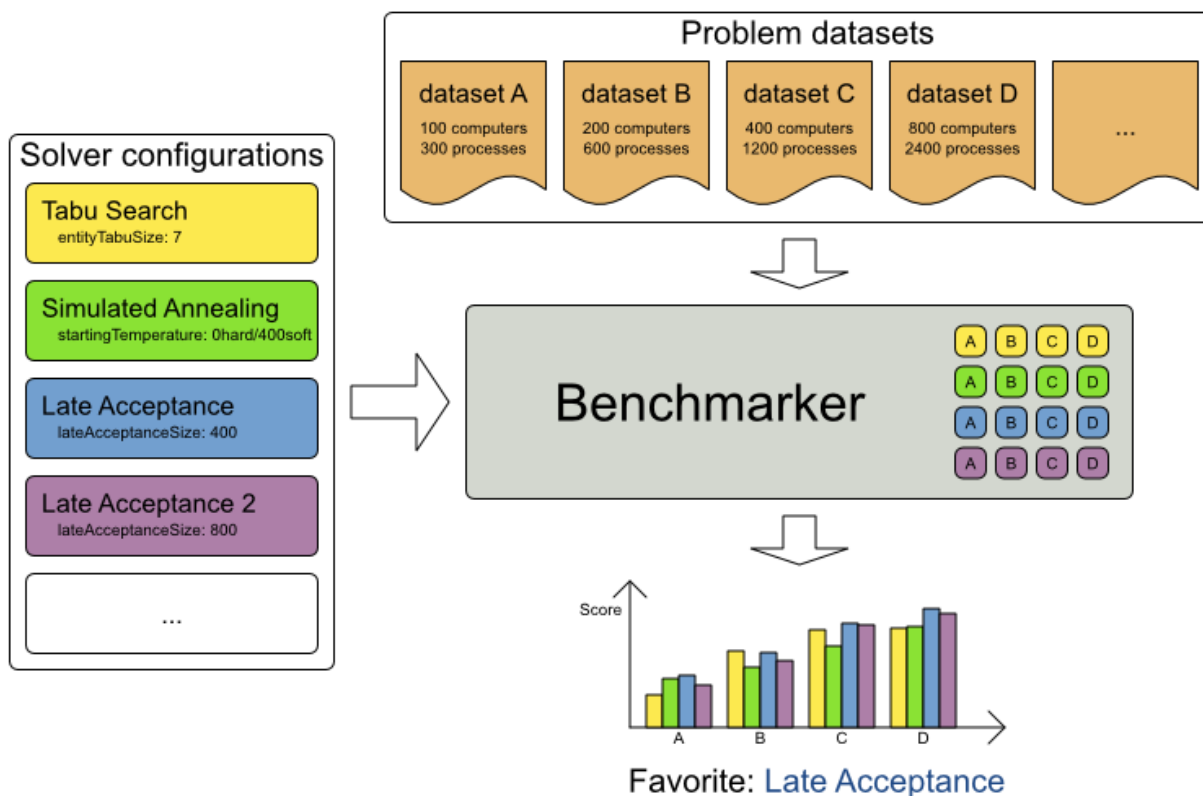 Problem datasets
dataset A
100 computers
300 processes
dataset B
200 computers
600 processes
dataset C
400 computers
1200 processes
dataset D
800 computers
2400 processes
...
Solver configurations
Tabu Search
entityTabuSize: 7
Simulated Annealing
startingTemperature: 0hard/400soft
Late Acceptance
lateAcceptanceSize: 400
Late Acceptance 2
lateAcceptanceSize: 800
...
Benchmarker
A B C D
A B C D
A B C D
A B C D
Score
A B C D
Favorite: Late Acceptance